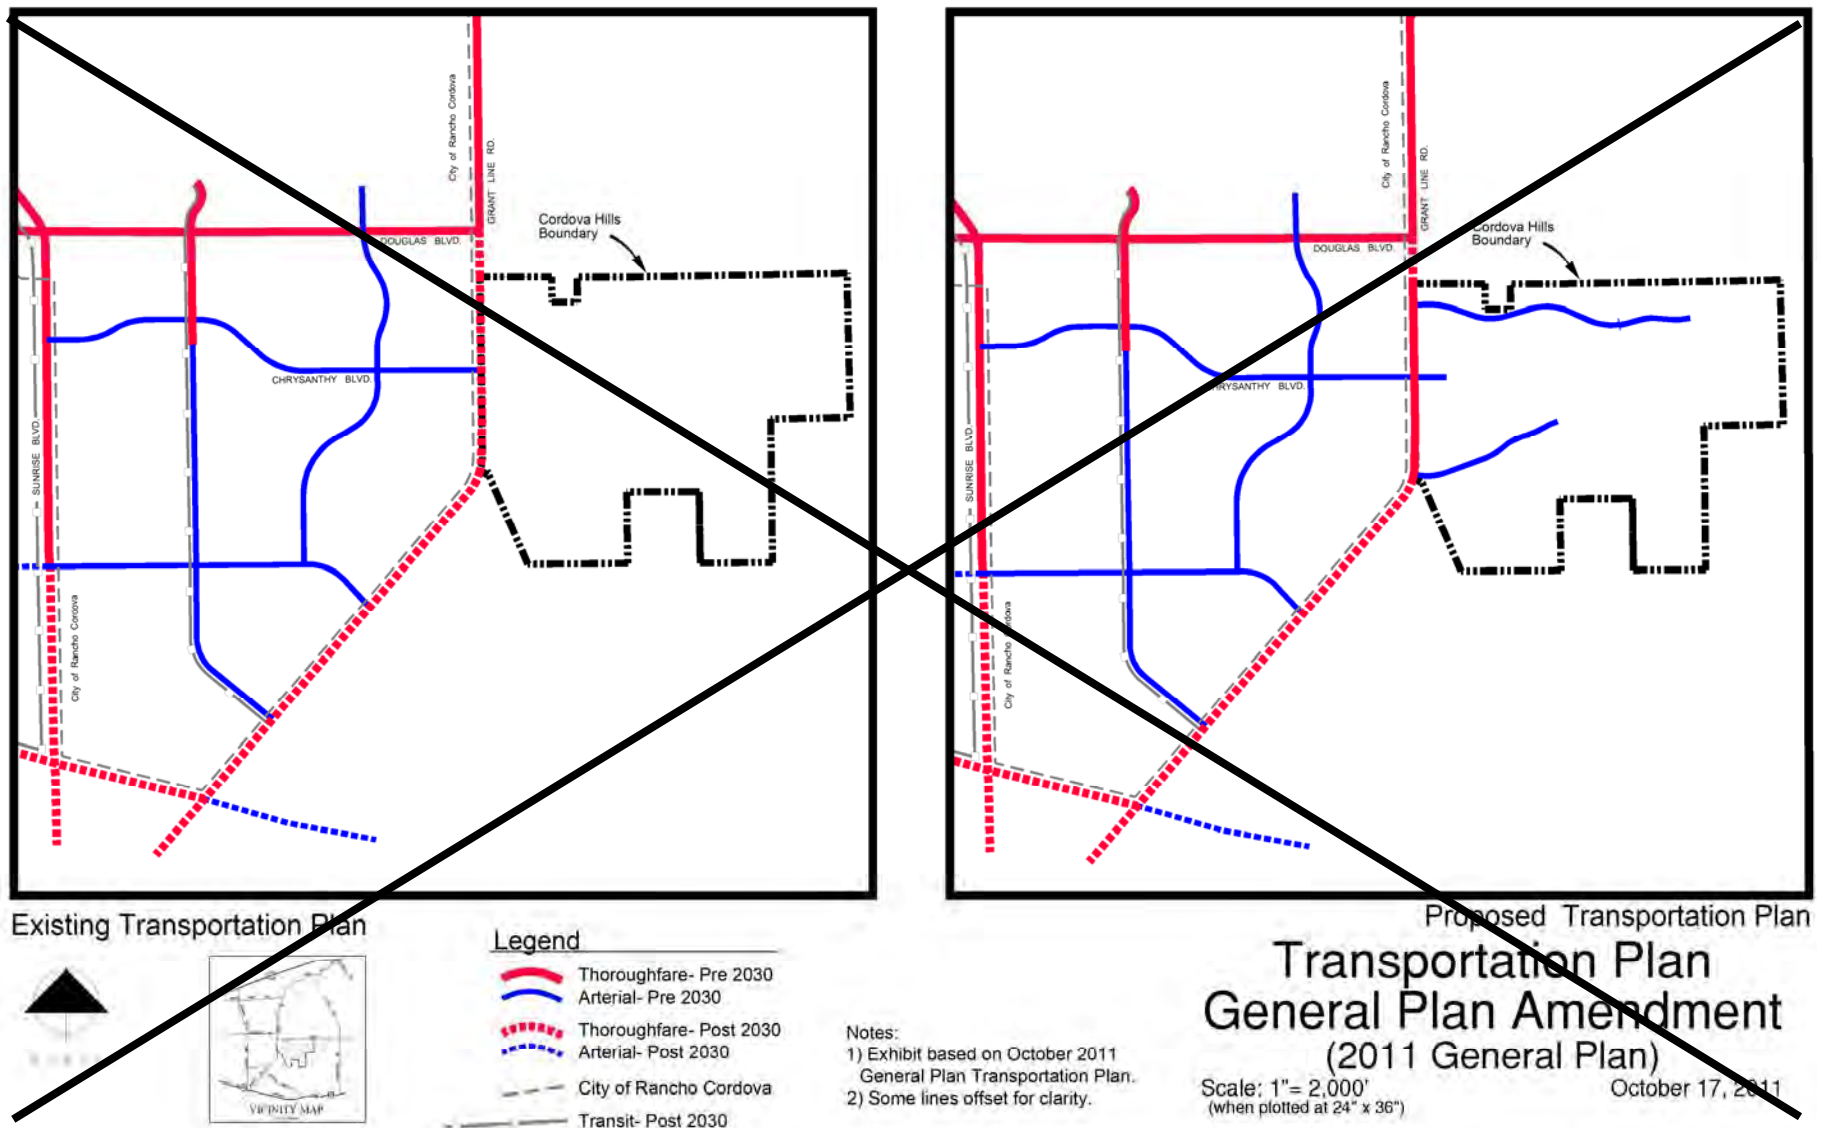 City of Rancho Cordova
GRANT LINE RD.
Cordova Hills
Boundary
DOUGLAS BLVD.
CHRYSANTHY BLVD.
SUNRISE BLVD.
City of Rancho Cordova
City of Rancho Cordova
GRANT LINE RD.
Cordova Hills
Boundary
DOUGLAS BLVD.
HRYSANTHY BLVD.
SUNRISE BLVD.
City of Rancho Cordova
Existing Transportation Plan
Proposed Transportation Plan
Legend
Thoroughfare- Pre 2030
Arterial- Pre 2030
Thoroughfare- Post 2030
Arterial- Post 2030
City of Rancho Cordova
Transit- Post 2030
VICINITY MAP
Notes:
1) Exhibit based on October 2011
General Plan Transportation Plan.
2) Some lines offset for clarity.
Transportation Plan
General Plan Amendment
(2011 General Plan)
Scale: 1"= 2,000'
October 17, 2011
(when plotted at 24" x 36")